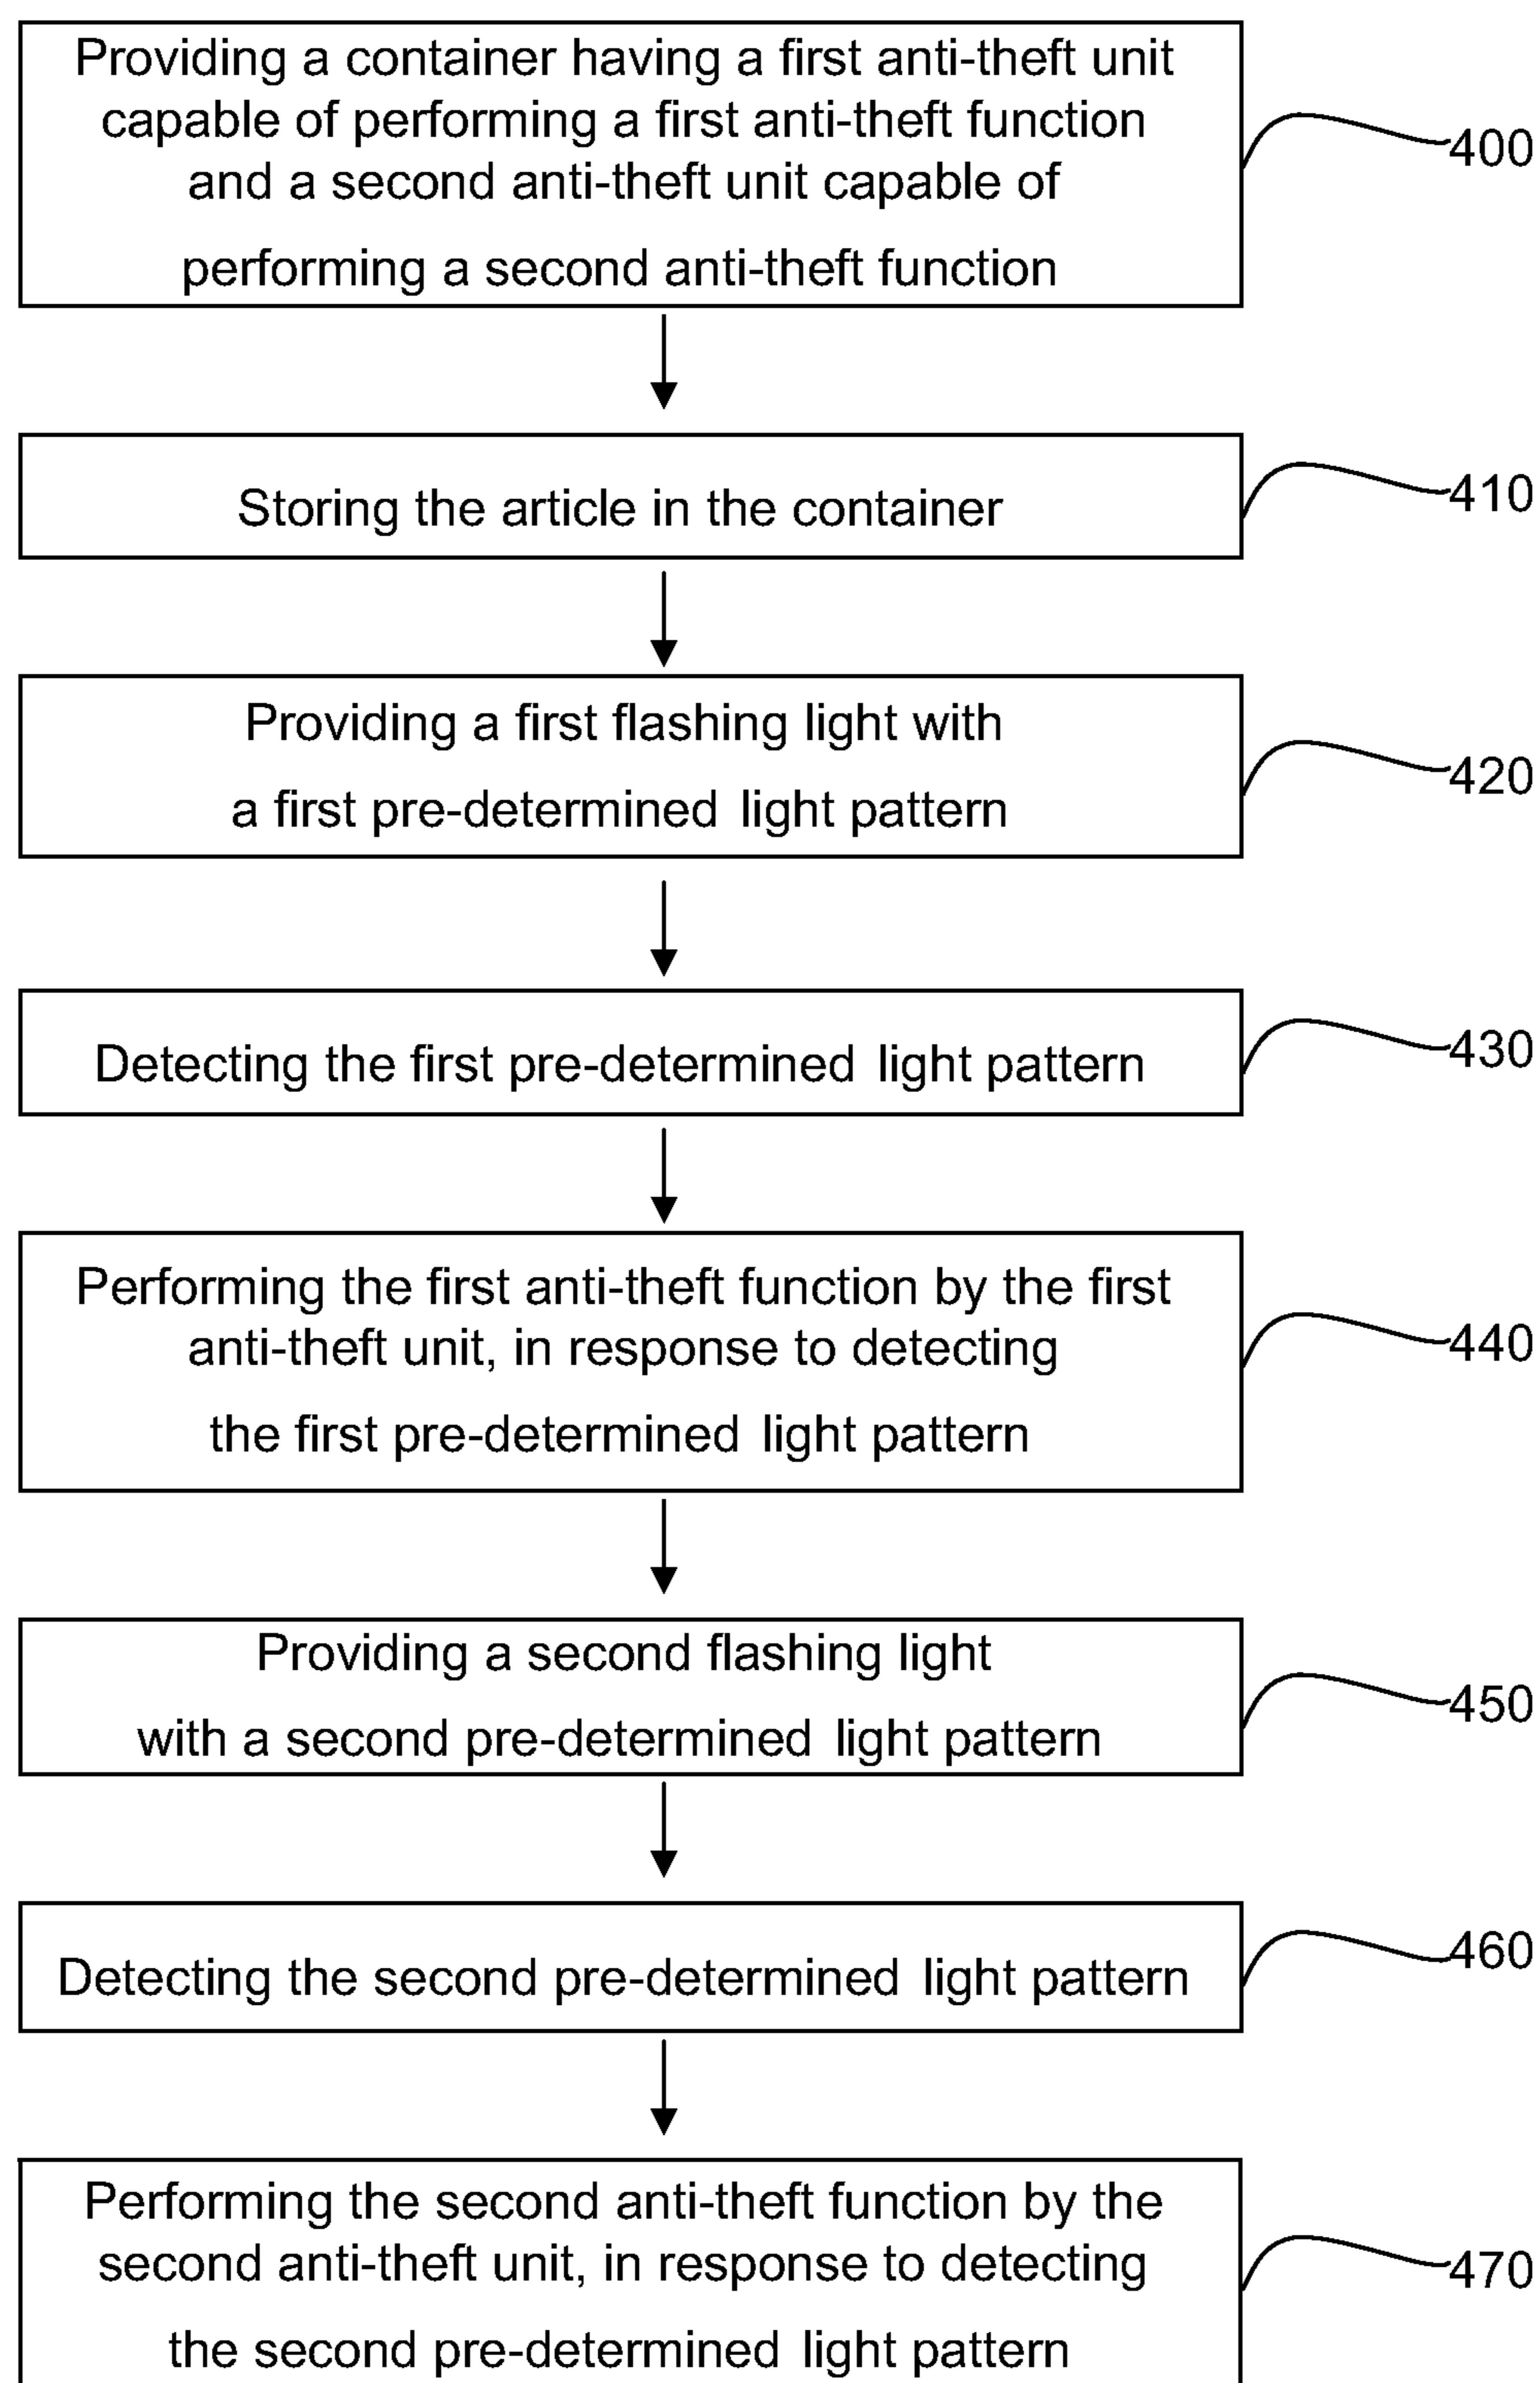 Providing a container having a first anti-theft unit
capable of performing a first anti-theft function
and a second anti-theft unit capable of
performing a second anti-theft function
400
Storing the article in the container
410
Providing a first flashing light with
a first pre-determined light pattern
420
Detecting the first pre-determined light pattern
430
Performing the first anti-theft function by the first
anti-theft unit, in response to detecting
the first pre-determined light pattern
440
Providing a second flashing light
with a second pre-determined light pattern
450
Detecting the second pre-determined light pattern
460
Performing the second anti-theft function by the
second anti-theft unit, in response to detecting
the second pre-determined light pattern
470